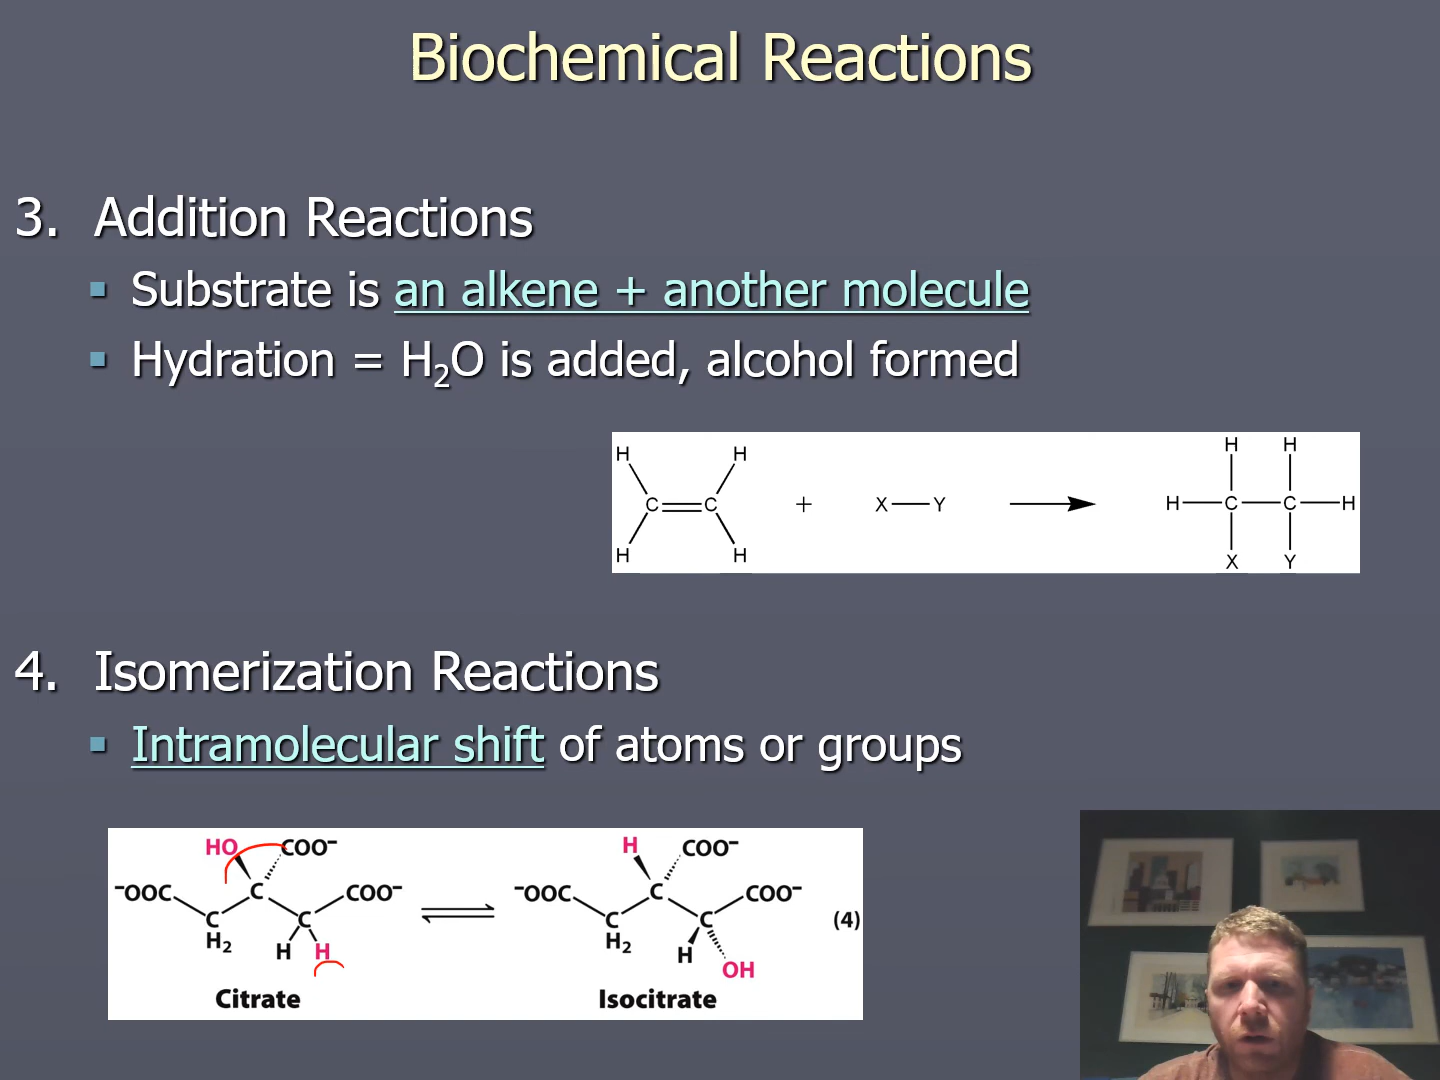 Biochemical Reactions
3. Addition Reactions
Substrate is an alkene + another molecule
Hydration = H₂O is added, alcohol formed
H H H H
C C + X Y H C C H
H H X Y
4. Isomerization Reactions
Intramolecular shift of atoms or groups
HO COO⁻ H COO⁻
⁻OOC C COO⁻ ⁻OOC C COO⁻ (4)
C C C C
H₂ H H H₂ H OH
Citrate Isocitrate